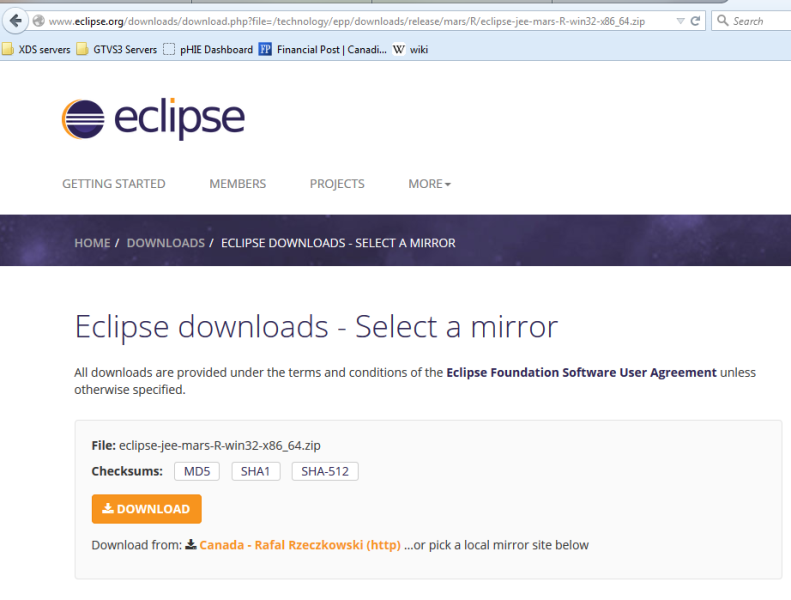 www.eclipse.org/downloads/download.php?file=/technology/epp/downloads/release/mars/R/eclipse-jee-mars-R-win32-x86_64.zip
Search
XDS servers GTVS3 Servers pHIE Dashboard FP Financial Post | Canadi... W wiki
eclipse
GETTING STARTED MEMBERS PROJECTS MORE
HOME / DOWNLOADS / ECLIPSE DOWNLOADS - SELECT A MIRROR
Eclipse downloads - Select a mirror
All downloads are provided under the terms and conditions of the Eclipse Foundation Software User Agreement unless
otherwise specified.
File: eclipse-jee-mars-R-win32-x86_64.zip
Checksums: MD5 SHA1 SHA-512
DOWNLOAD
Download from: Canada - Rafal Rzeczkowski (http) ...or pick a local mirror site below